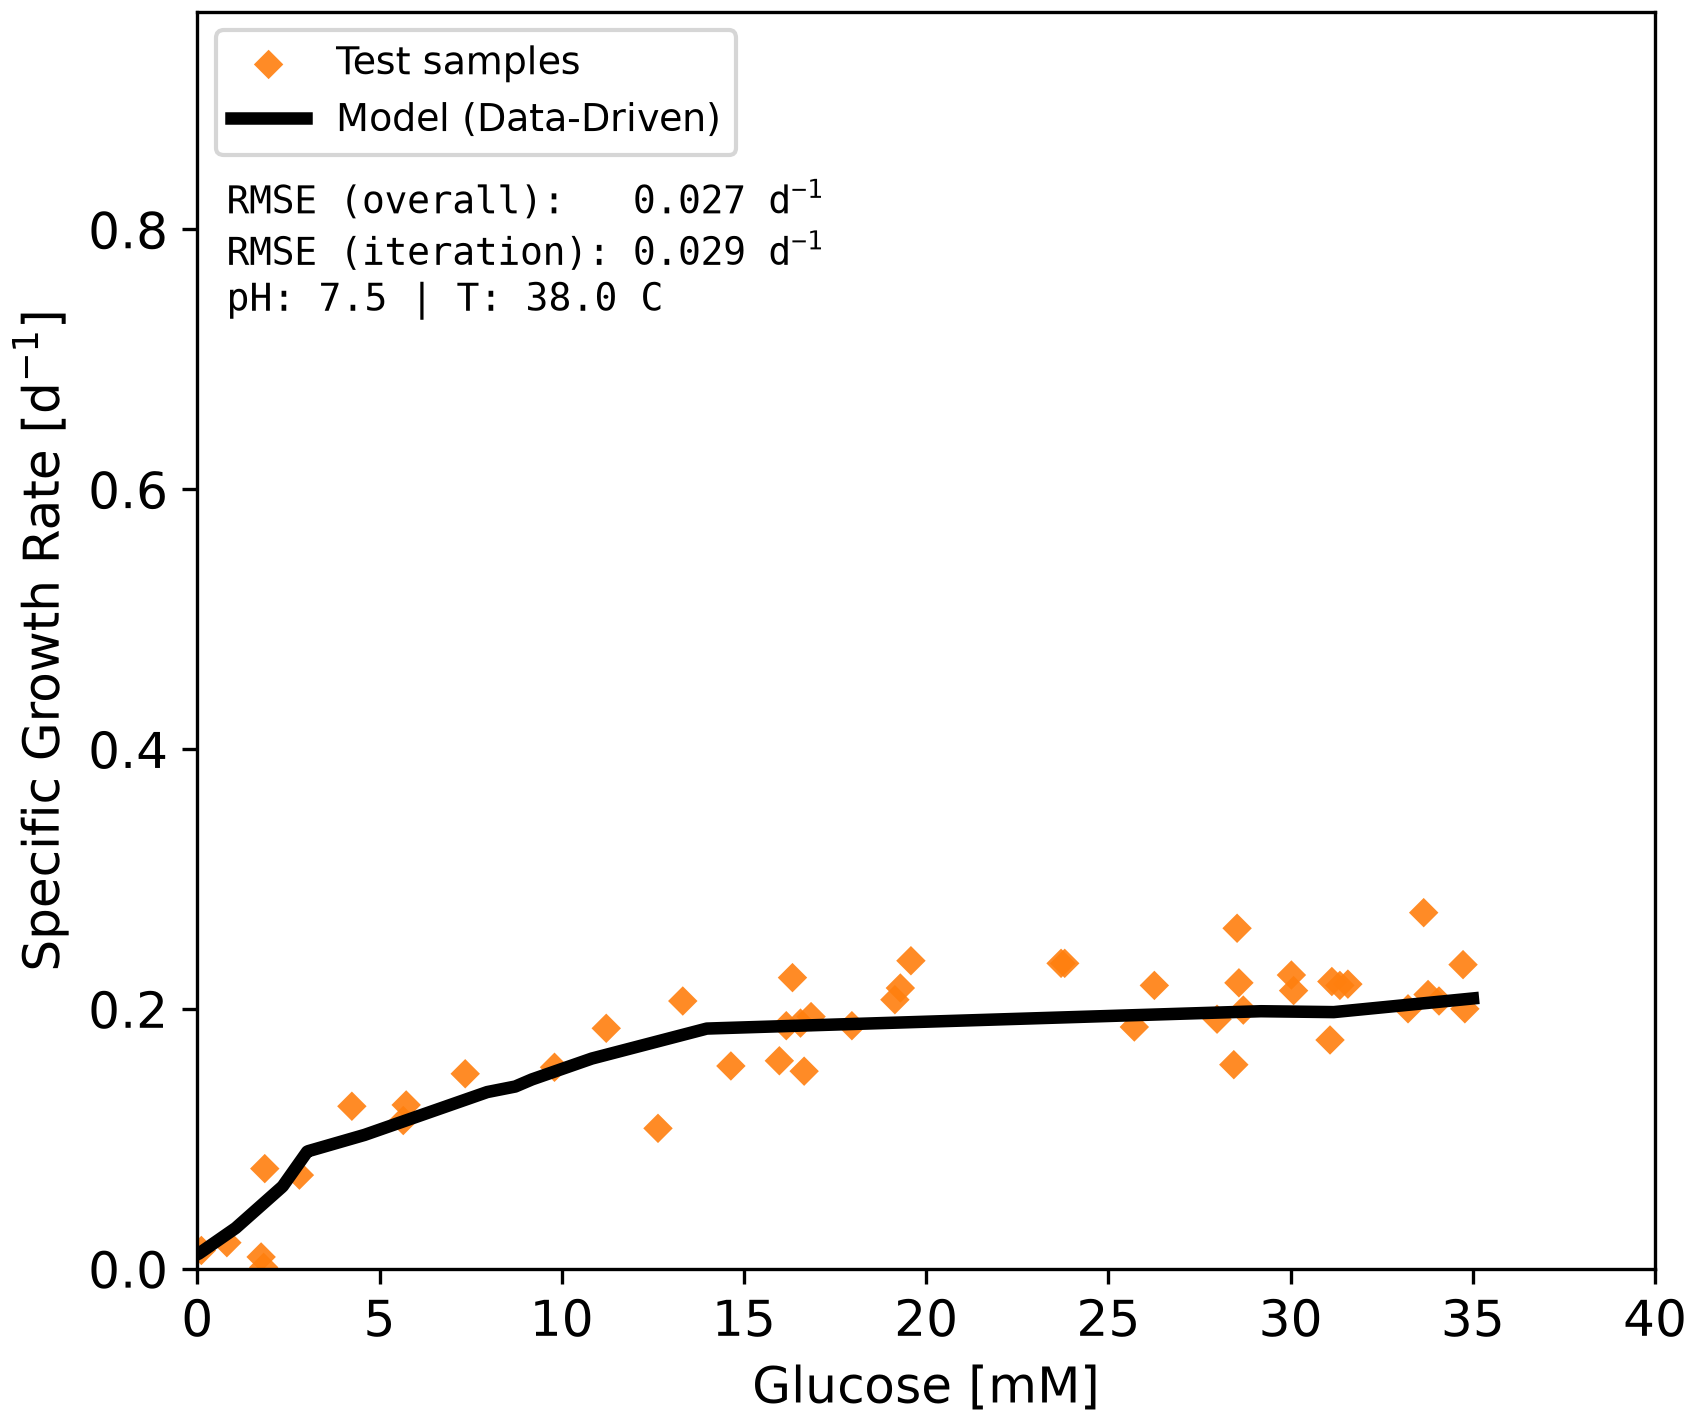 Test samples
Model (Data-Driven)
RMSE (overall):   0.027 d⁻¹
RMSE (iteration): 0.029 d⁻¹
pH: 7.5 | T: 38.0 C
0.8
0.6
0.4
0.2
0.0
Specific Growth Rate [d⁻¹]
0 5 10 15 20 25 30 35 40
Glucose [mM]